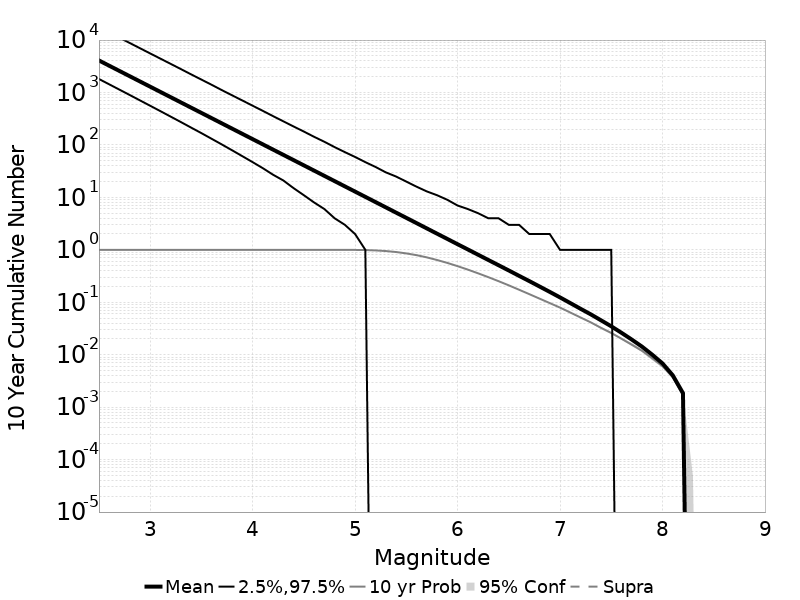 10^4
10^3
10^2
10^1
10^0
10^-1
10^-2
10^-3
10^-4
10^-5
10 Year Cumulative Number
3 4 5 6 7 8 9
Magnitude
Mean 2.5%,97.5% 10 yr Prob 95% Conf Supra